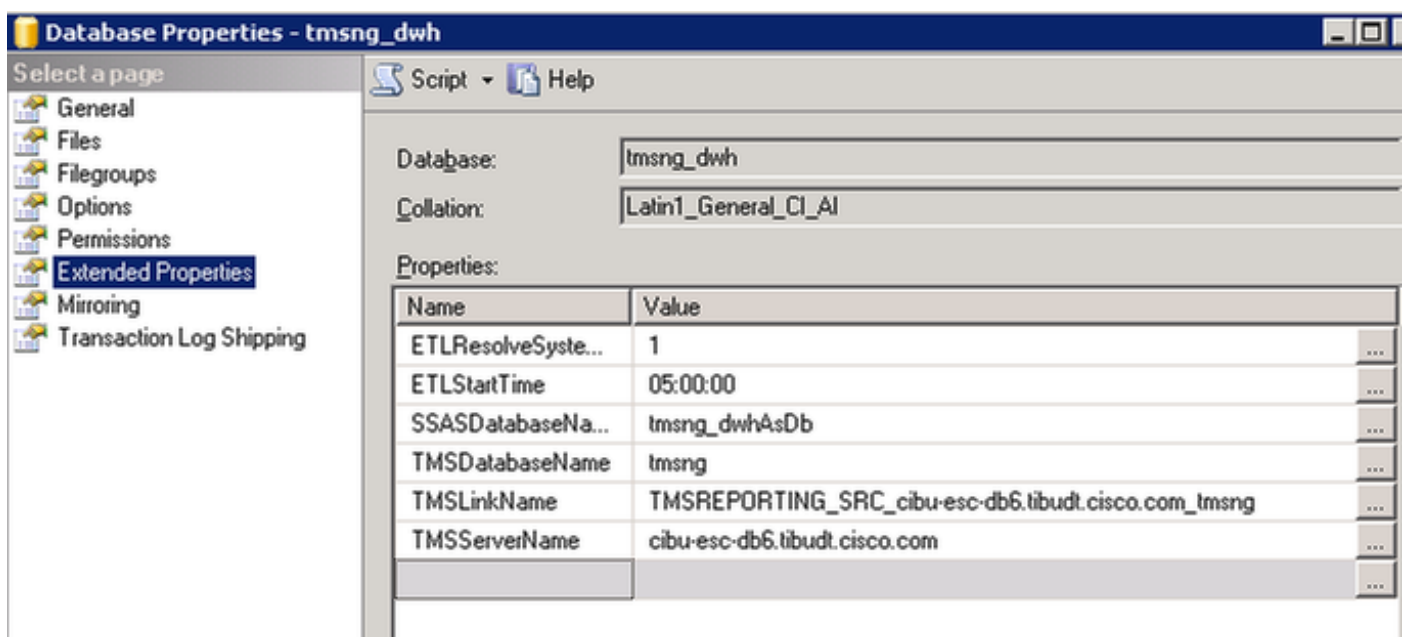 Database Properties - tmsng_dwh
Select a page
General
Files
Filegroups
Options
Permissions
Extended Properties
Mirroring
Transaction Log Shipping
Script Help
Database: tmsng_dwh
Collation: Latin1_General_CI_AI
Properties:
Name Value
ETLResolveSyste... 1 ...
ETLStartTime 05:00:00 ...
SSASDatabaseNa... tmsng_dwhAsDb ...
TMSDatabaseName tmsng ...
TMSLinkName TMSREPORTING_SRC_cibu-esc-db6.tibudt.cisco.com_tmsng ...
TMSServerName cibu-esc-db6.tibudt.cisco.com ...
...